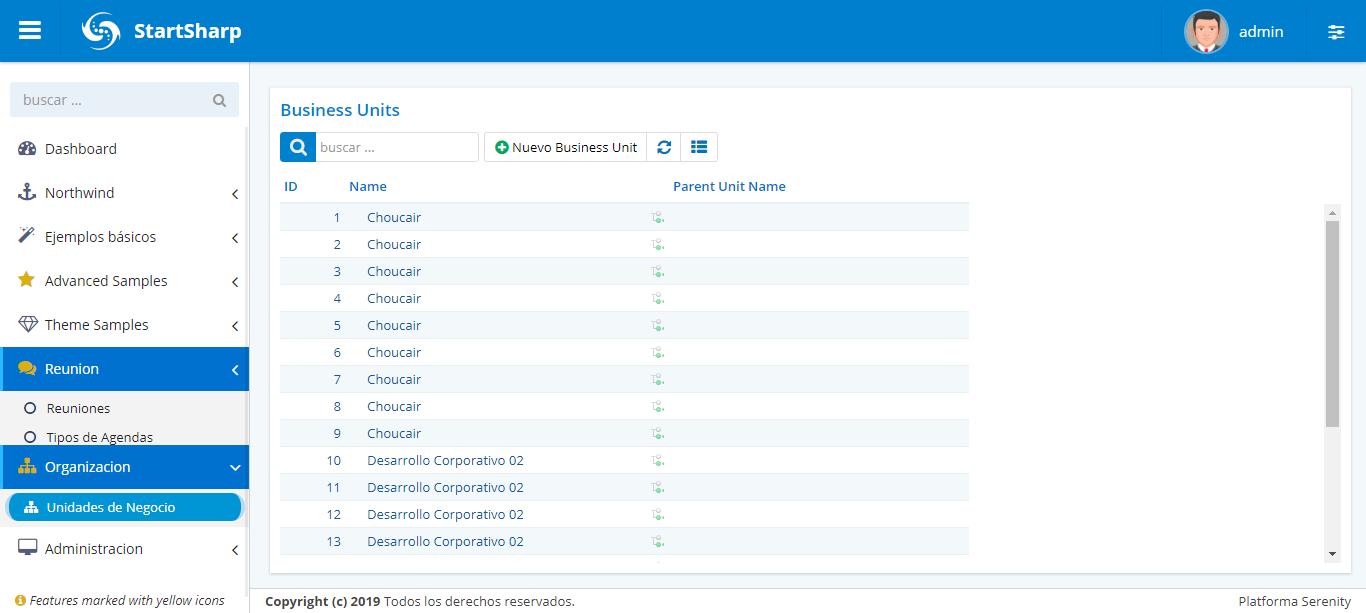 StartSharp
admin
buscar ...
Dashboard
Northwind
Ejemplos básicos
Advanced Samples
Theme Samples
Reunion
Reuniones
Tipos de Agendas
Organizacion
Unidades de Negocio
Administracion
Features marked with yellow icons
Business Units
buscar ...
Nuevo Business Unit
ID Name Parent Unit Name
1 Choucair
2 Choucair
3 Choucair
4 Choucair
5 Choucair
6 Choucair
7 Choucair
8 Choucair
9 Choucair
10 Desarrollo Corporativo 02
11 Desarrollo Corporativo 02
12 Desarrollo Corporativo 02
13 Desarrollo Corporativo 02
Copyright (c) 2019 Todos los derechos reservados.
Platforma Serenity